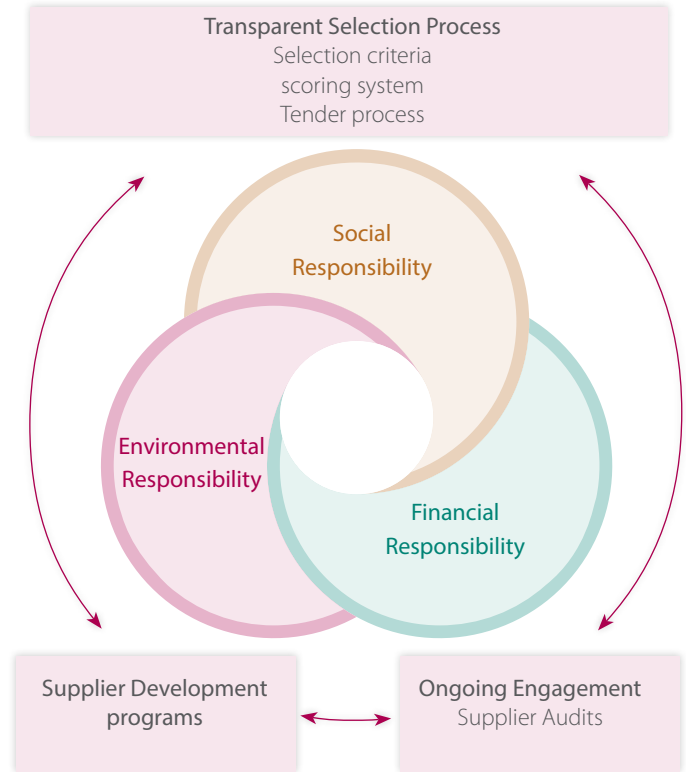 Transparent Selection Process
Selection criteria
scoring system
Tender process
Social
Responsibility
Environmental
Responsibility
Financial
Responsibility
Supplier Development
programs
Ongoing Engagement
Supplier Audits